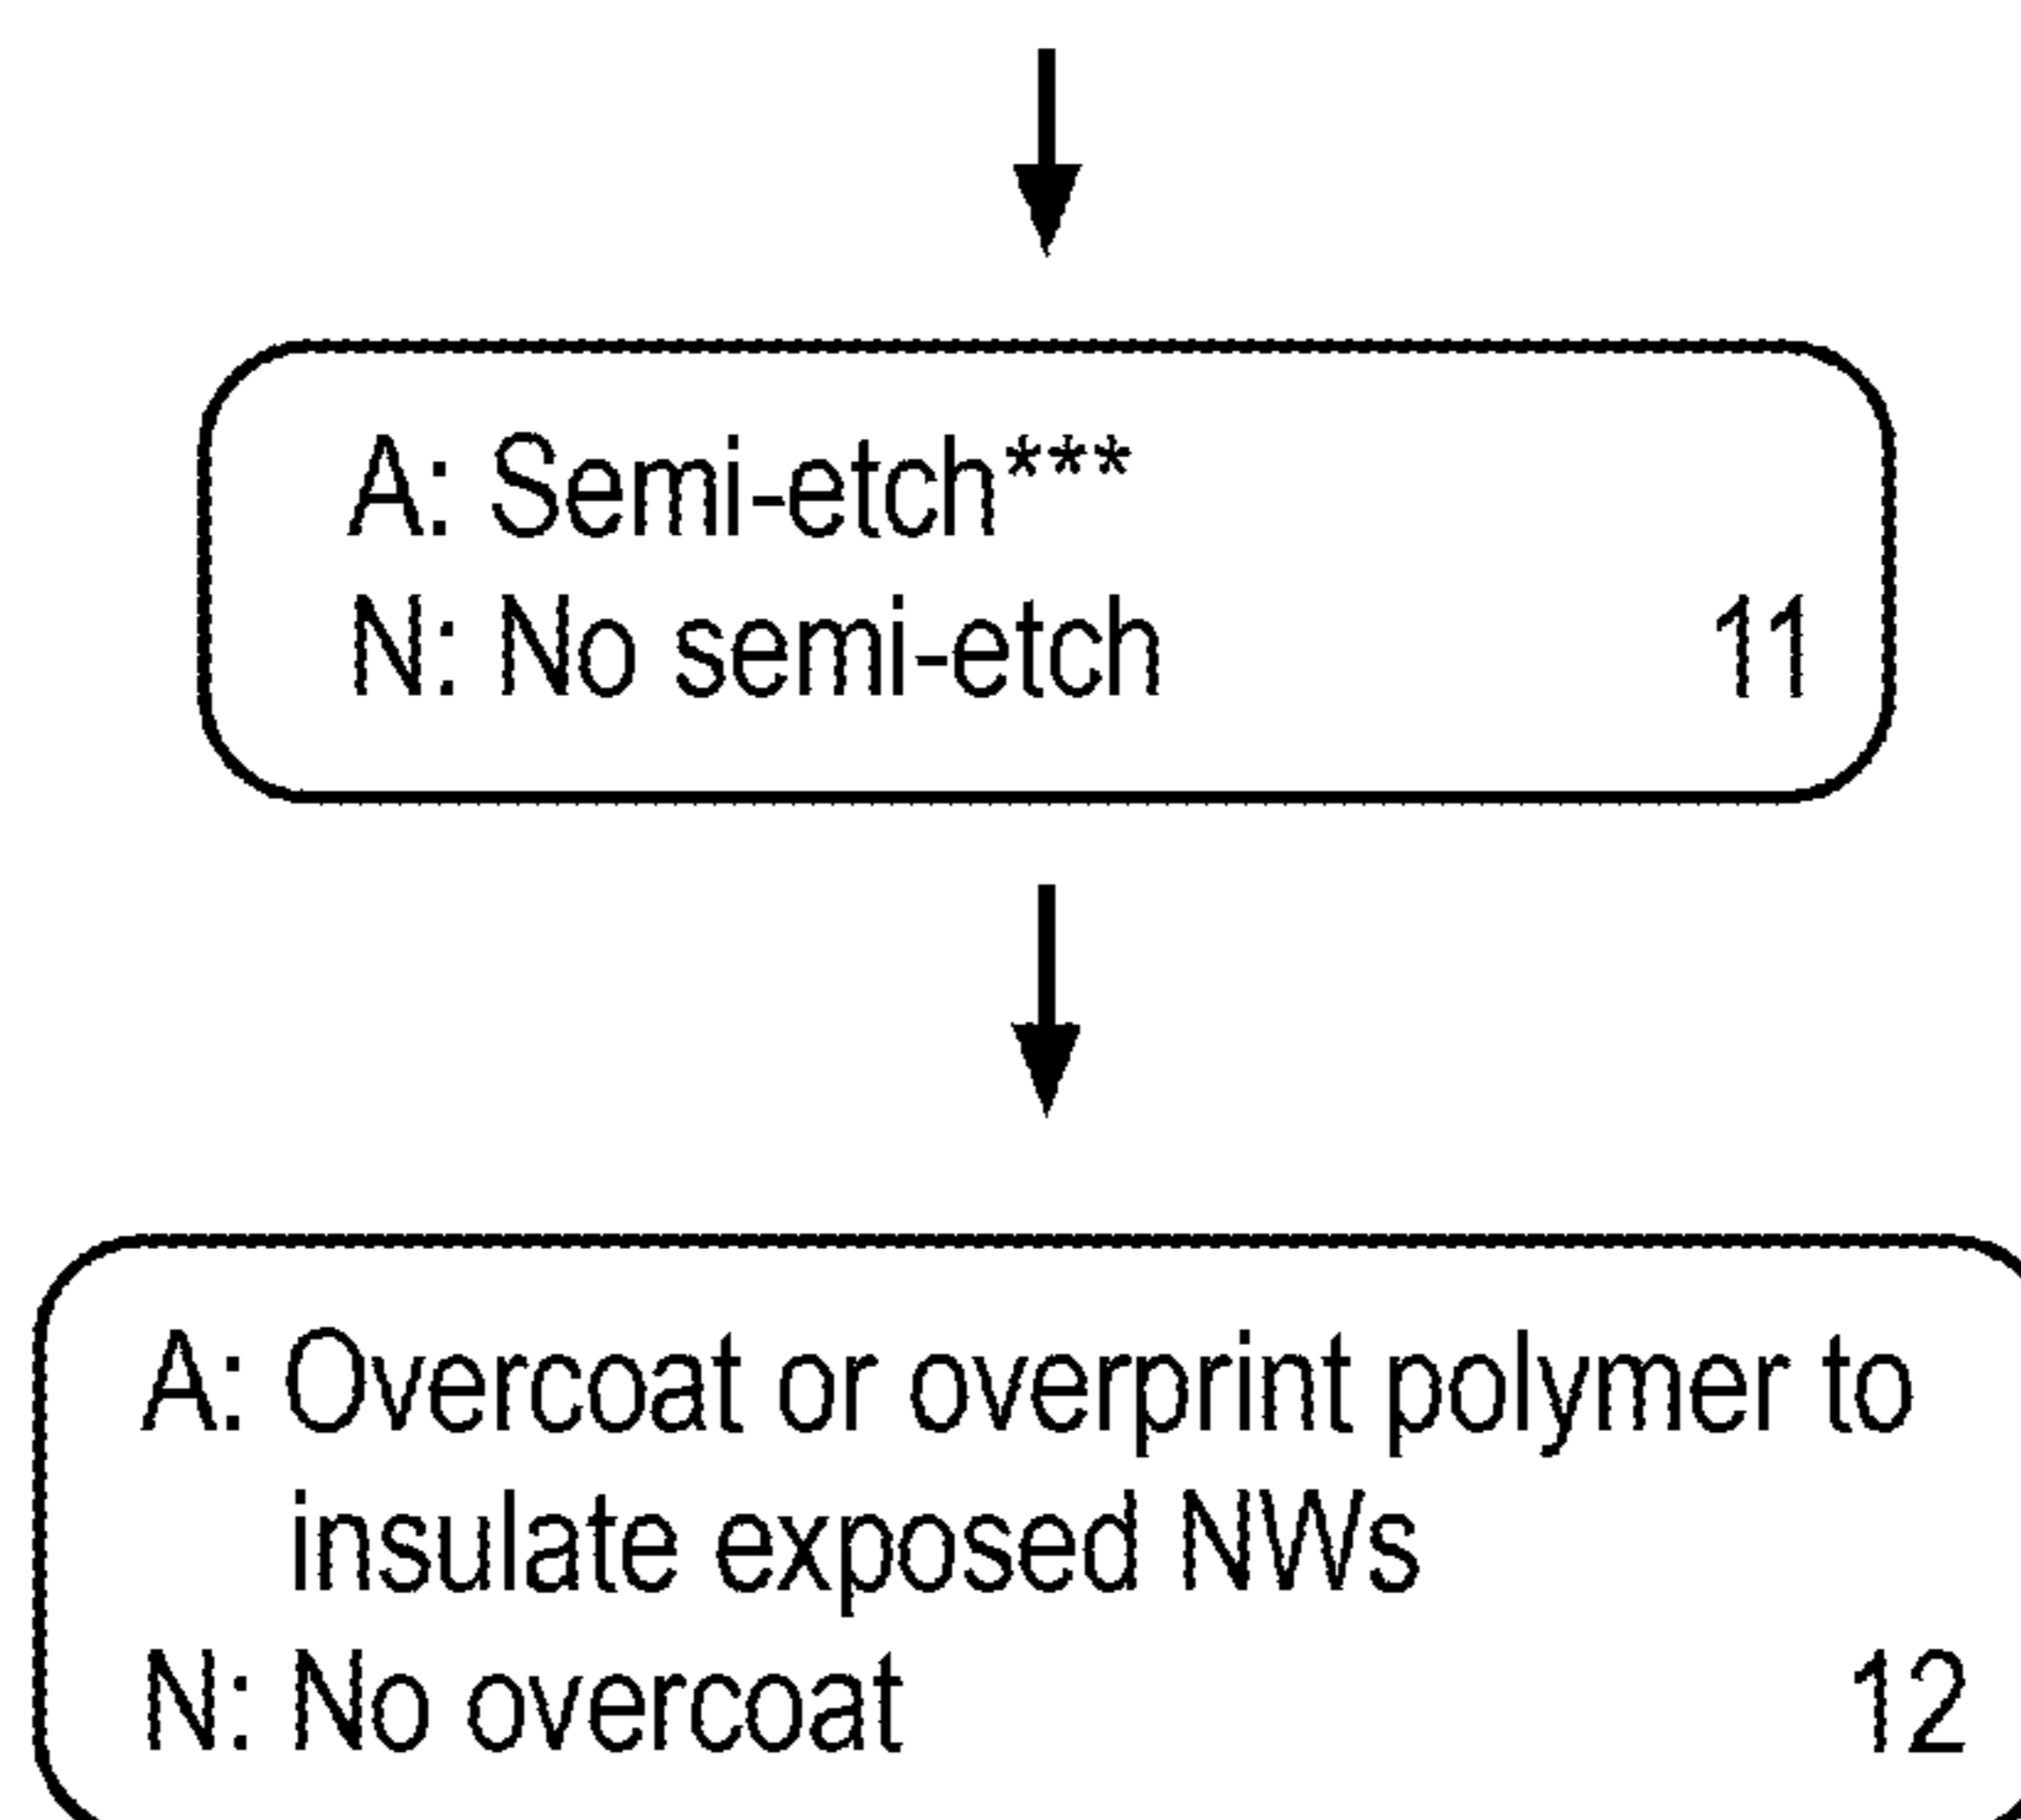 A: Semi-etch***
N: No semi-etch 11
A: Overcoat or overprint polymer to
insulate exposed NWs
N: No overcoat 12